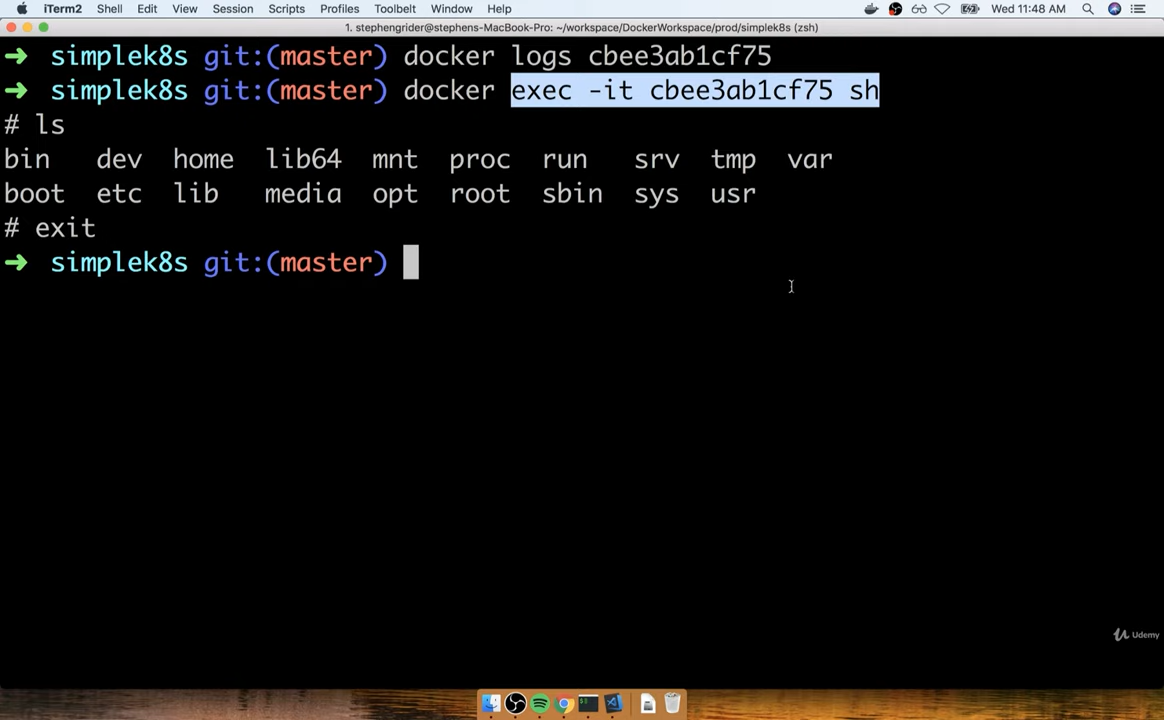 iTerm2 Shell Edit View Session Scripts Profiles Toolbelt Window Help Wed 11:48 AM
1. stephengrider@stephens-MacBook-Pro: ~/workspace/DockerWorkspace/prod/simplek8s (zsh)
➜ simplek8s git:(master) docker logs cbee3ab1cf75
➜ simplek8s git:(master) docker exec -it cbee3ab1cf75 sh
# ls
bin dev home lib64 mnt proc run srv tmp var
boot etc lib media opt root sbin sys usr
# exit
➜ simplek8s git:(master)
Udemy